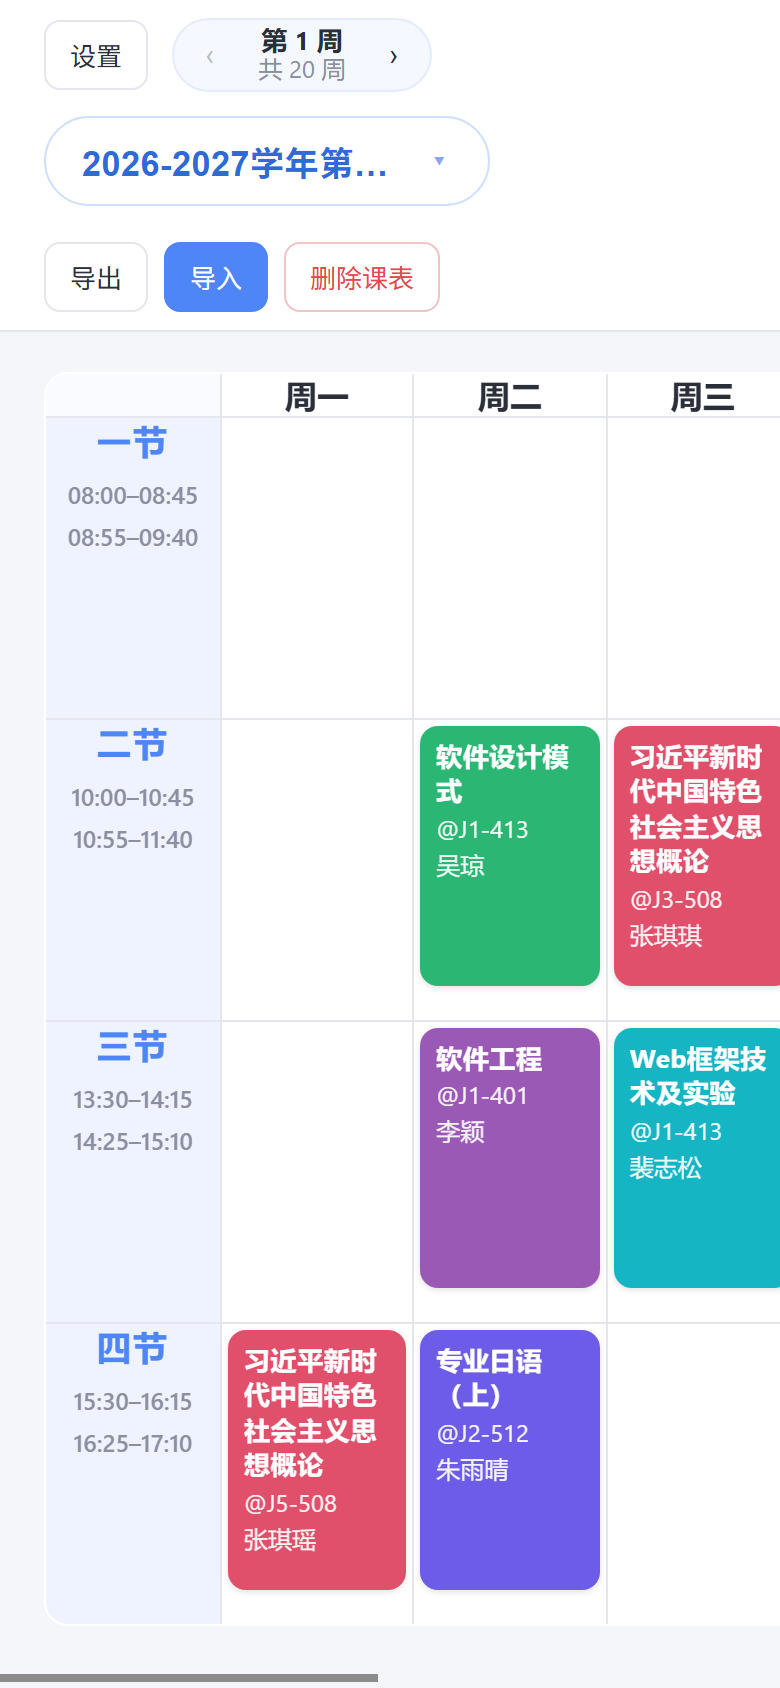 设置
‹
第 1 周
›
共 20 周
2026-2027学年第...
导出
导入
删除课表
周一
周二
周三
一节
08:00–08:45
08:55–09:40
二节
10:00–10:45
10:55–11:40
软件设计模
式
@J1-413
吴琼
习近平新时
代中国特色
社会主义思
想概论
@J3-508
张琪琪
三节
13:30–14:15
14:25–15:10
软件工程
@J1-401
李颖
Web框架技
术及实验
@J1-413
裴志松
四节
15:30–16:15
16:25–17:10
习近平新时
代中国特色
社会主义思
想概论
@J5-508
张琪瑶
专业日语
（上）
@J2-512
朱雨晴